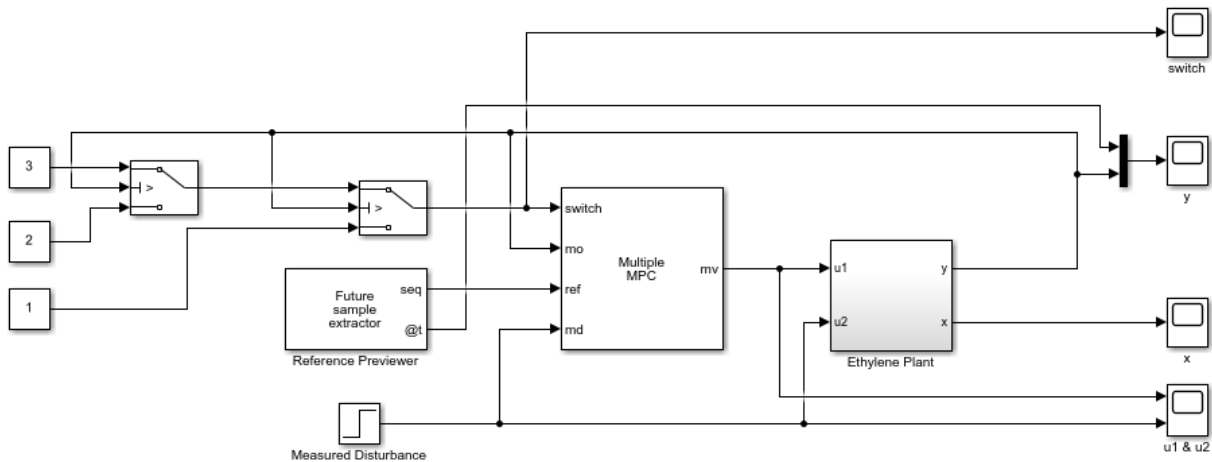 switch
3
>
2
>
1
y
switch
mo
ref
md
Multiple
MPC
mv
u1
u2
y
x
Ethylene Plant
Future
sample
extractor
seq
@t
Reference Previewer
x
Measured Disturbance
u1 & u2